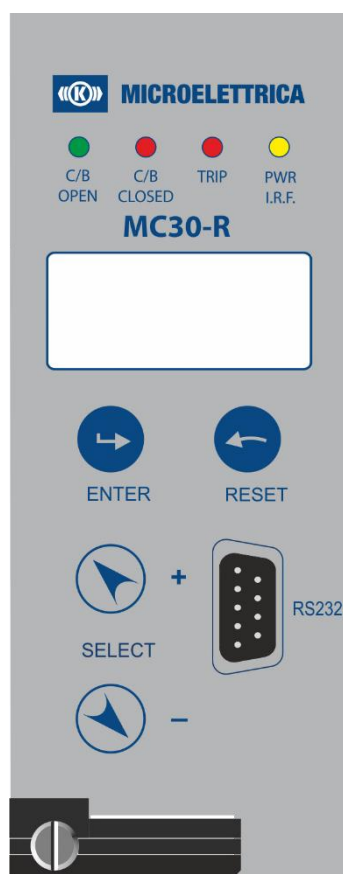 ((K)) MICROELETTRICA
C/B OPEN
C/B CLOSED
TRIP
PWR I.R.F.
MC30-R
ENTER
RESET
+
RS232
SELECT
−